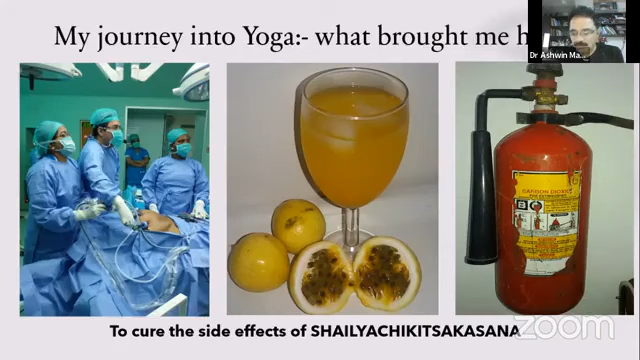 My journey into Yoga:- what brought me h
Dr Ashwin Ma...
CARBON DIOXIDE
To cure the side effects of SHAILYACHIKITSAKASANA
zoom